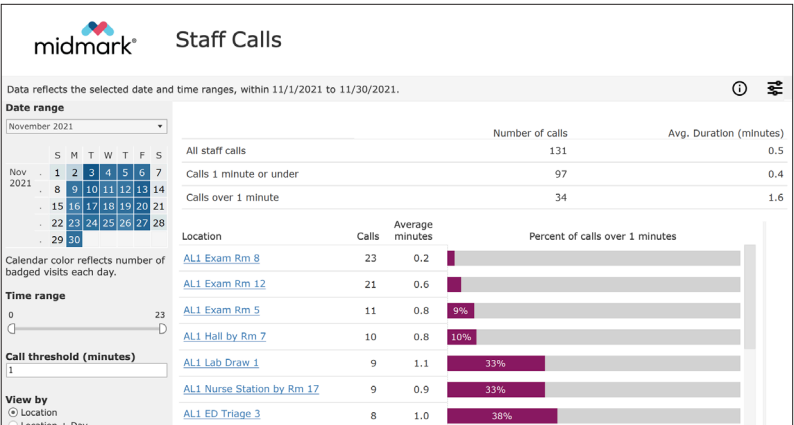 midmark®
Staff Calls
Data reflects the selected date and time ranges, within 11/1/2021 to 11/30/2021.
Date range
November 2021
S M T W T F S
Nov 2021
1 2 3 4 5 6 7
8 9 10 11 12 13 14
15 16 17 18 19 20 21
22 23 24 25 26 27 28
29 30
Calendar color reflects number of
badged visits each day.
Time range
0 23
Call threshold (minutes)
1
View by
Location
Location + Day
Number of calls Avg. Duration (minutes)
All staff calls 131 0.5
Calls 1 minute or under 97 0.4
Calls over 1 minute 34 1.6
Location Calls Average minutes Percent of calls over 1 minutes
AL1 Exam Rm 8 23 0.2
AL1 Exam Rm 12 21 0.6
AL1 Exam Rm 5 11 0.8 9%
AL1 Hall by Rm 7 10 0.8 10%
AL1 Lab Draw 1 9 1.1 33%
AL1 Nurse Station by Rm 17 9 0.9 33%
AL1 ED Triage 3 8 1.0 38%